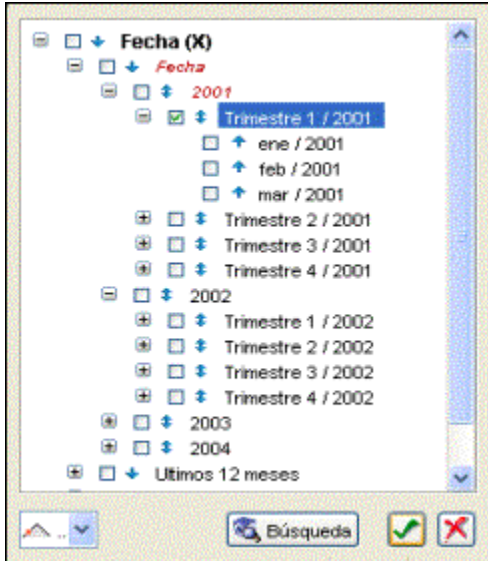 Fecha (X)
Fecha
2001
Trimestre 1 / 2001
ene / 2001
feb / 2001
mar / 2001
Trimestre 2 / 2001
Trimestre 3 / 2001
Trimestre 4 / 2001
2002
Trimestre 1 / 2002
Trimestre 2 / 2002
Trimestre 3 / 2002
Trimestre 4 / 2002
2003
2004
Ultimos 12 meses
.. Búsqueda